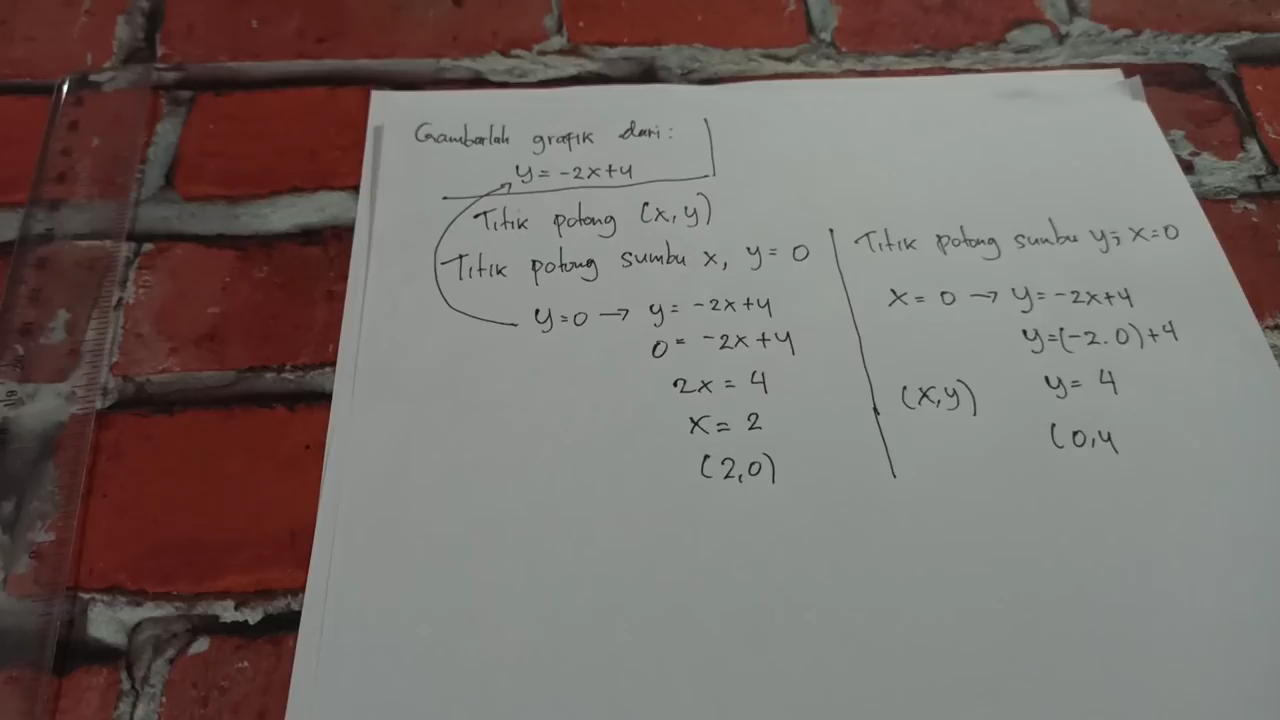 Gambarlah grafik dari:
y = -2x+4
Titik potong (x,y)
Titik potong sumbu x, y = 0
y=0 → y = -2x+4
0 = -2x+4
2x = 4
x = 2
(2,0)
Titik potong sumbu y; x=0
x = 0 → y = -2x+4
y=(-2.0)+4
(x,y)
y = 4
(0,4